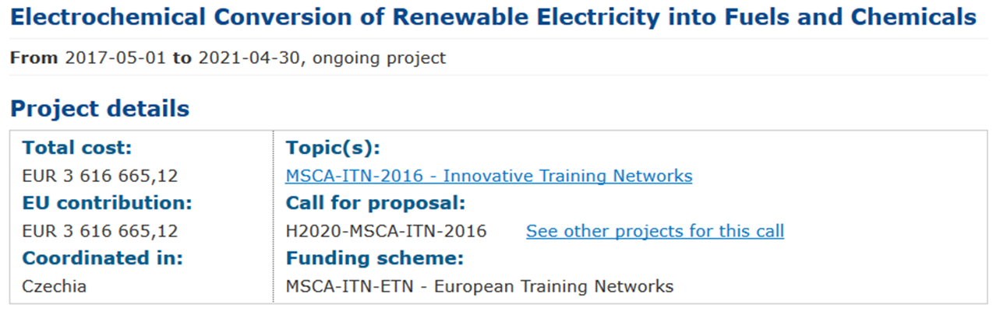 Electrochemical Conversion of Renewable Electricity into Fuels and Chemicals
From 2017-05-01 to 2021-04-30, ongoing project
Project details
Total cost:
EUR 3 616 665,12
EU contribution:
EUR 3 616 665,12
Coordinated in:
Czechia
Topic(s):
MSCA-ITN-2016 - Innovative Training Networks
Call for proposal:
H2020-MSCA-ITN-2016 See other projects for this call
Funding scheme:
MSCA-ITN-ETN - European Training Networks